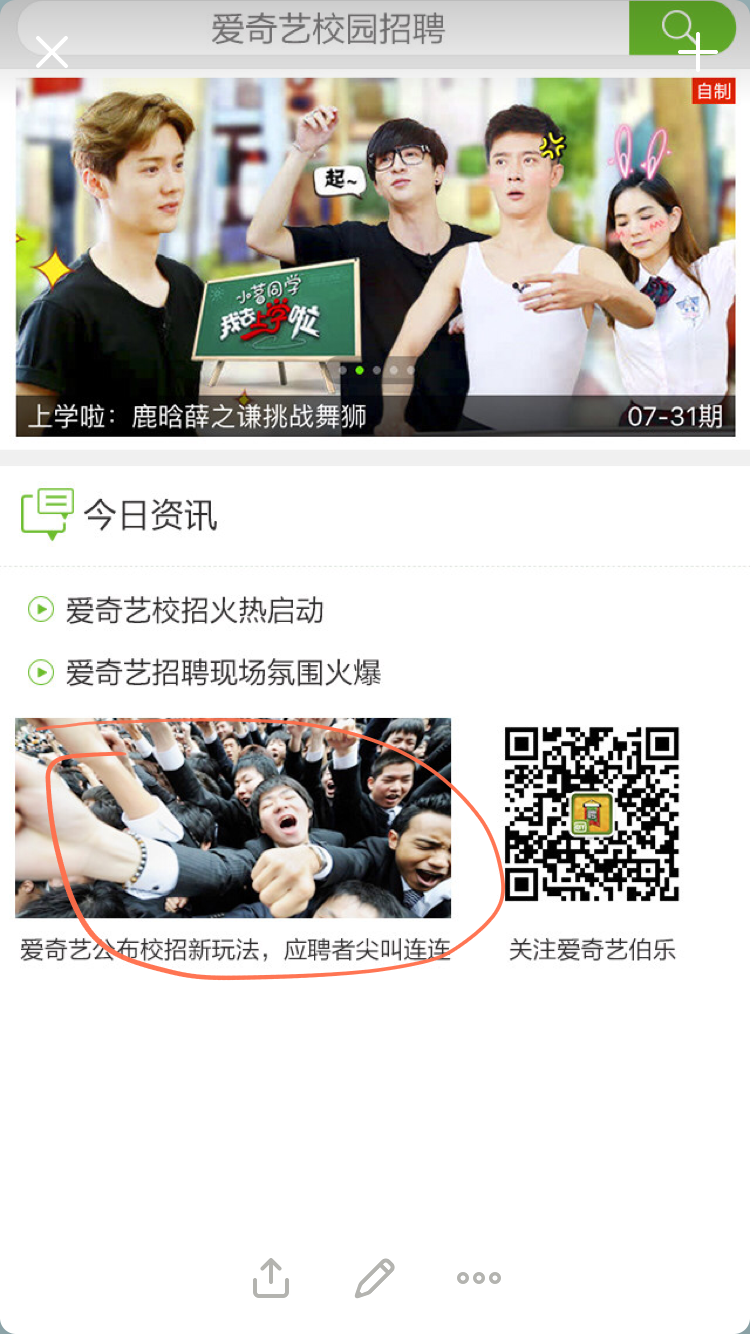 爱奇艺校园招聘
自制
起~
小茗同学
我去上学啦
上学啦：鹿晗薛之谦挑战舞狮
07-31期
今日资讯
爱奇艺校招火热启动
爱奇艺招聘现场氛围火爆
爱奇艺公布校招新玩法，应聘者尖叫连连
关注爱奇艺伯乐